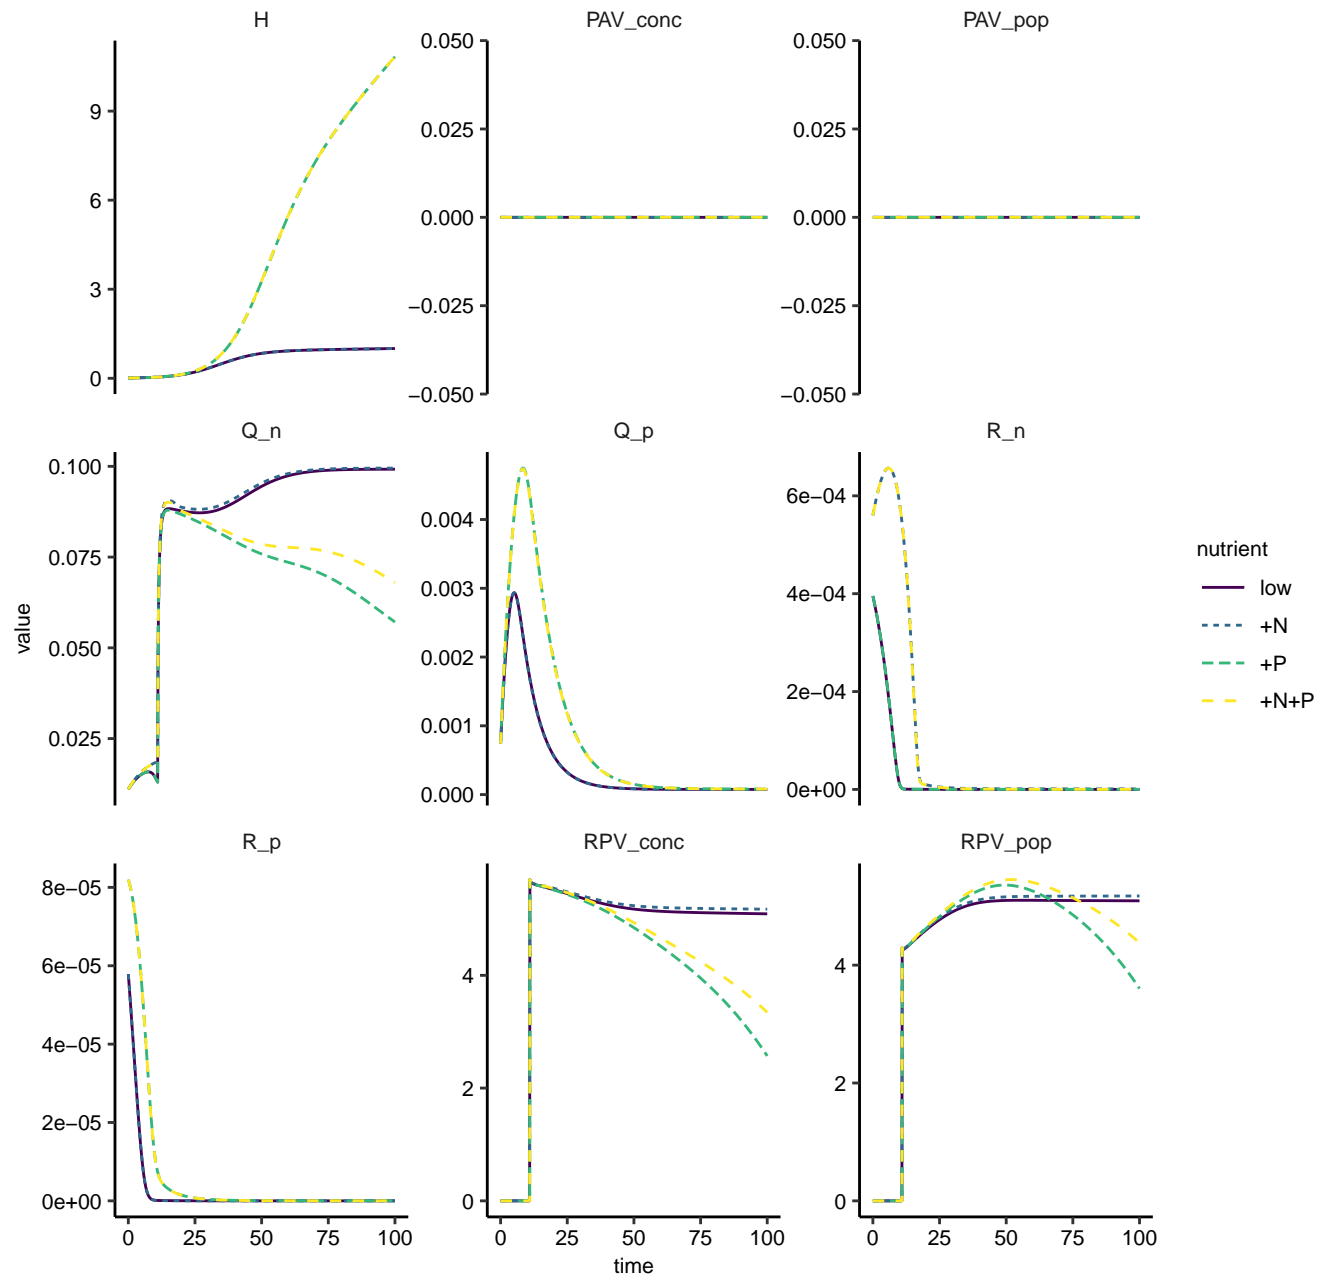 H PAV_conc PAV_pop
0.050 0.050
9 0.025 0.025
6 0.000 0.000
3 −0.025 −0.025
0 −0.050 −0.050
Q_n Q_p R_n
0.100 0.004 6e−04
0.075 0.003 4e−04
0.050 0.002 2e−04
0.025 0.001 0e+00
0.000
R_p RPV_conc RPV_pop
8e−05 4 4
6e−05 2 2
4e−05 0 0
2e−05
0e+00
0 25 50 75 100 0 25 50 75 100 0 25 50 75 100
time
value
nutrient
low
+N
+P
+N+P